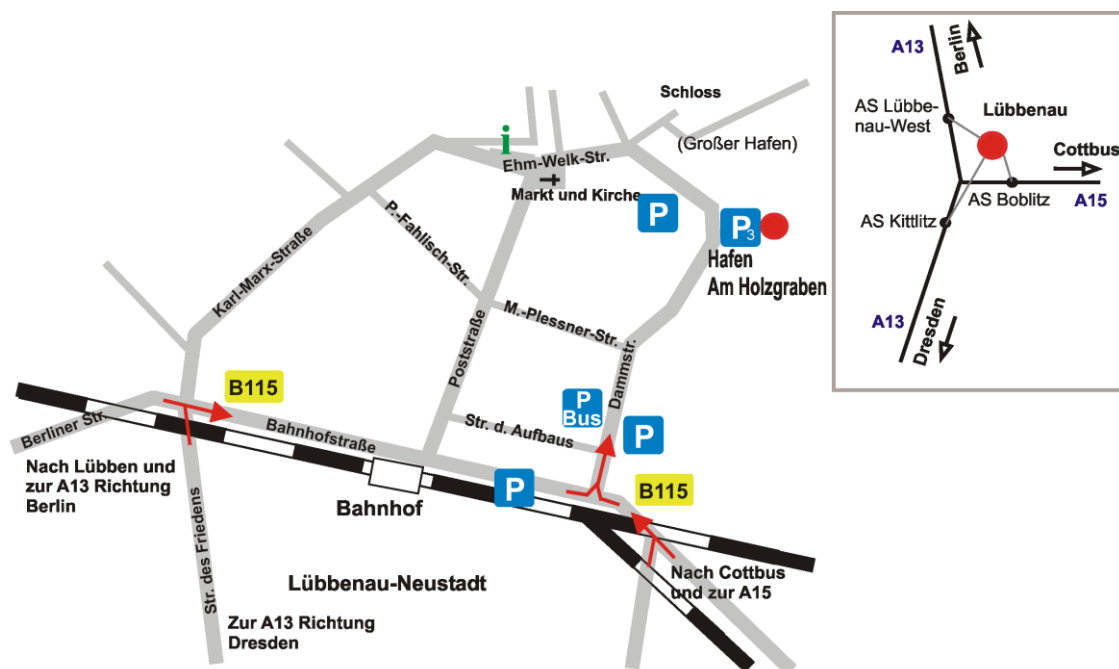 Schloss
(Großer Hafen)
i
Ehm-Welk-Str.
Markt und Kirche
P
P3
Hafen
Am Holzgraben
P.-Fahlisch-Str.
Karl-Marx-Straße
M.-Plessner-Str.
Poststraße
Dammstr.
B115
P
Bus
P
Str. d. Aufbaus
Berliner Str.
Bahnhofstraße
Nach Lübben und
zur A13 Richtung
Berlin
P
B115
Bahnhof
Str. des Friedens
Lübbenau-Neustadt
Nach Cottbus
und zur A15
Zur A13 Richtung
Dresden
A13
Berlin
AS Lübbe-
nau-West
Lübbenau
Cottbus
AS Boblitz
A15
AS Kittlitz
A13
Dresden